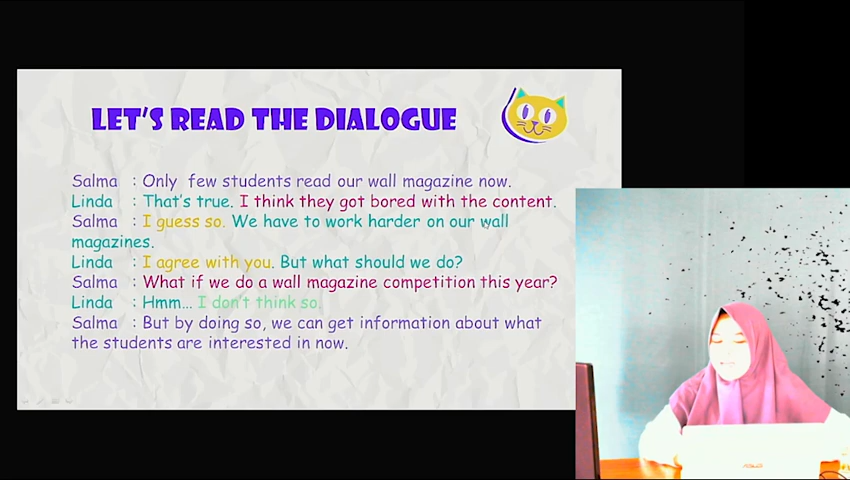 LET'S READ THE DIALOGUE
Salma : Only few students read our wall magazine now.
Linda : That's true. I think they got bored with the content.
Salma : I guess so. We have to work harder on our wall
magazines.
Linda : I agree with you. But what should we do?
Salma : What if we do a wall magazine competition this year?
Linda : Hmm... I don't think so.
Salma : But by doing so, we can get information about what
the students are interested in now.
ASUS